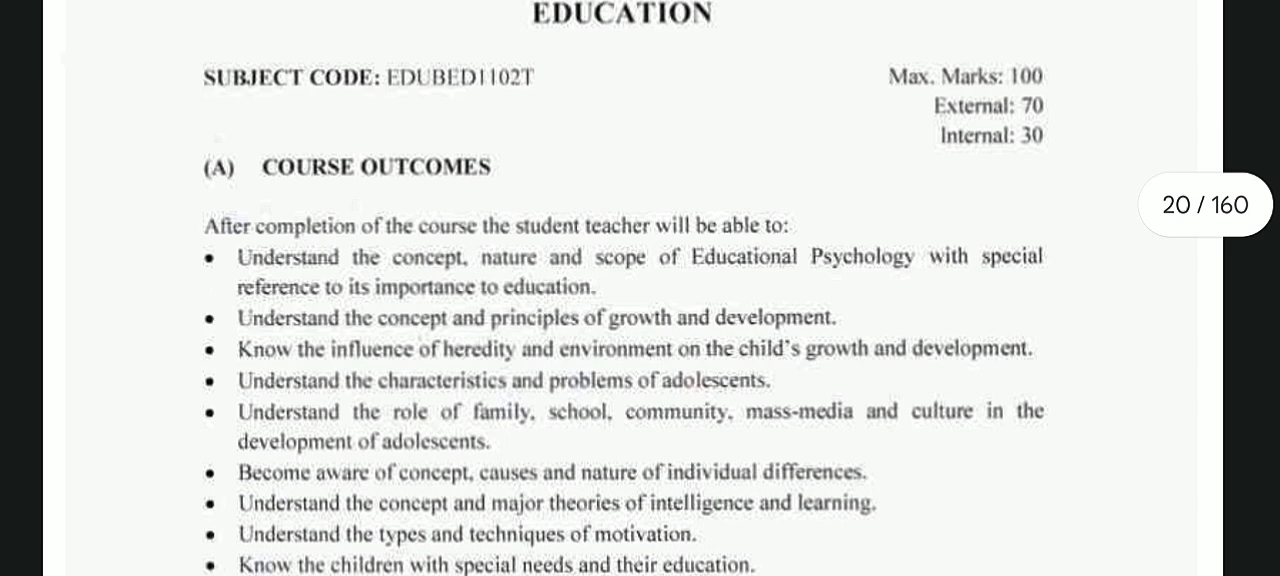 EDUCATION
SUBJECT CODE: EDUBED1102T
Max. Marks: 100
External: 70
Internal: 30
(A) COURSE OUTCOMES
After completion of the course the student teacher will be able to:
• Understand the concept, nature and scope of Educational Psychology with special
reference to its importance to education.
• Understand the concept and principles of growth and development.
• Know the influence of heredity and environment on the child's growth and development.
• Understand the characteristics and problems of adolescents.
• Understand the role of family, school, community, mass-media and culture in the
development of adolescents.
• Become aware of concept, causes and nature of individual differences.
• Understand the concept and major theories of intelligence and learning.
• Understand the types and techniques of motivation.
• Know the children with special needs and their education.
20 / 160